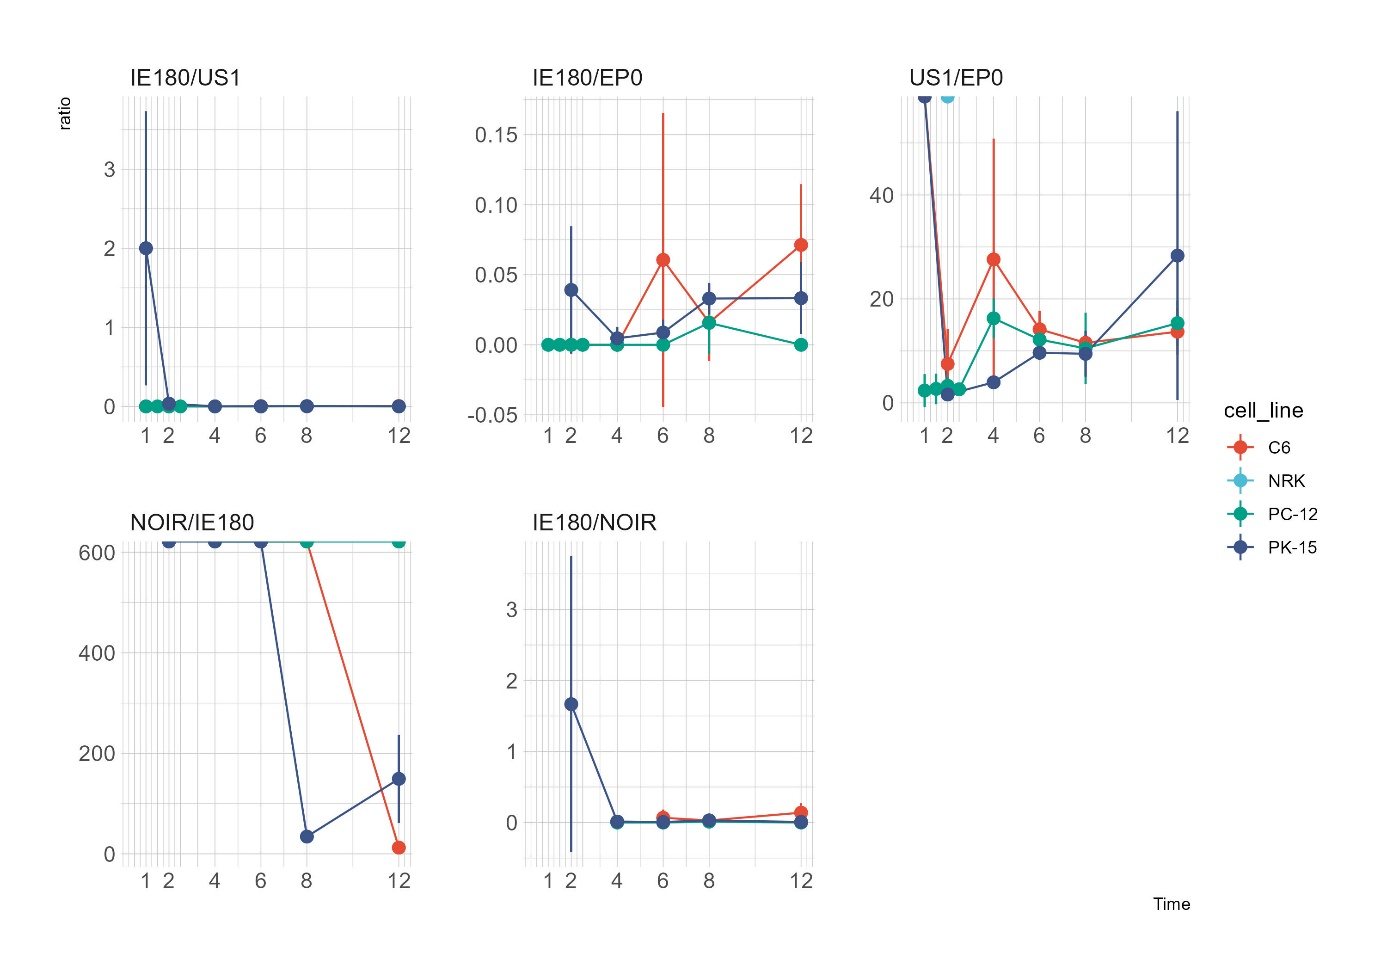 IE180/US1
IE180/EP0
US1/EP0
ratio
3
2
1
0
1 2 4 6 8 12
0.15
0.10
0.05
0.00
-0.05
1 2 4 6 8 12
40
20
0
1 2 4 6 8 12
cell_line
C6
NRK
PC-12
PK-15
NOIR/IE180
IE180/NOIR
600
400
200
0
1 2 4 6 8 12
3
2
1
0
1 2 4 6 8 12
Time